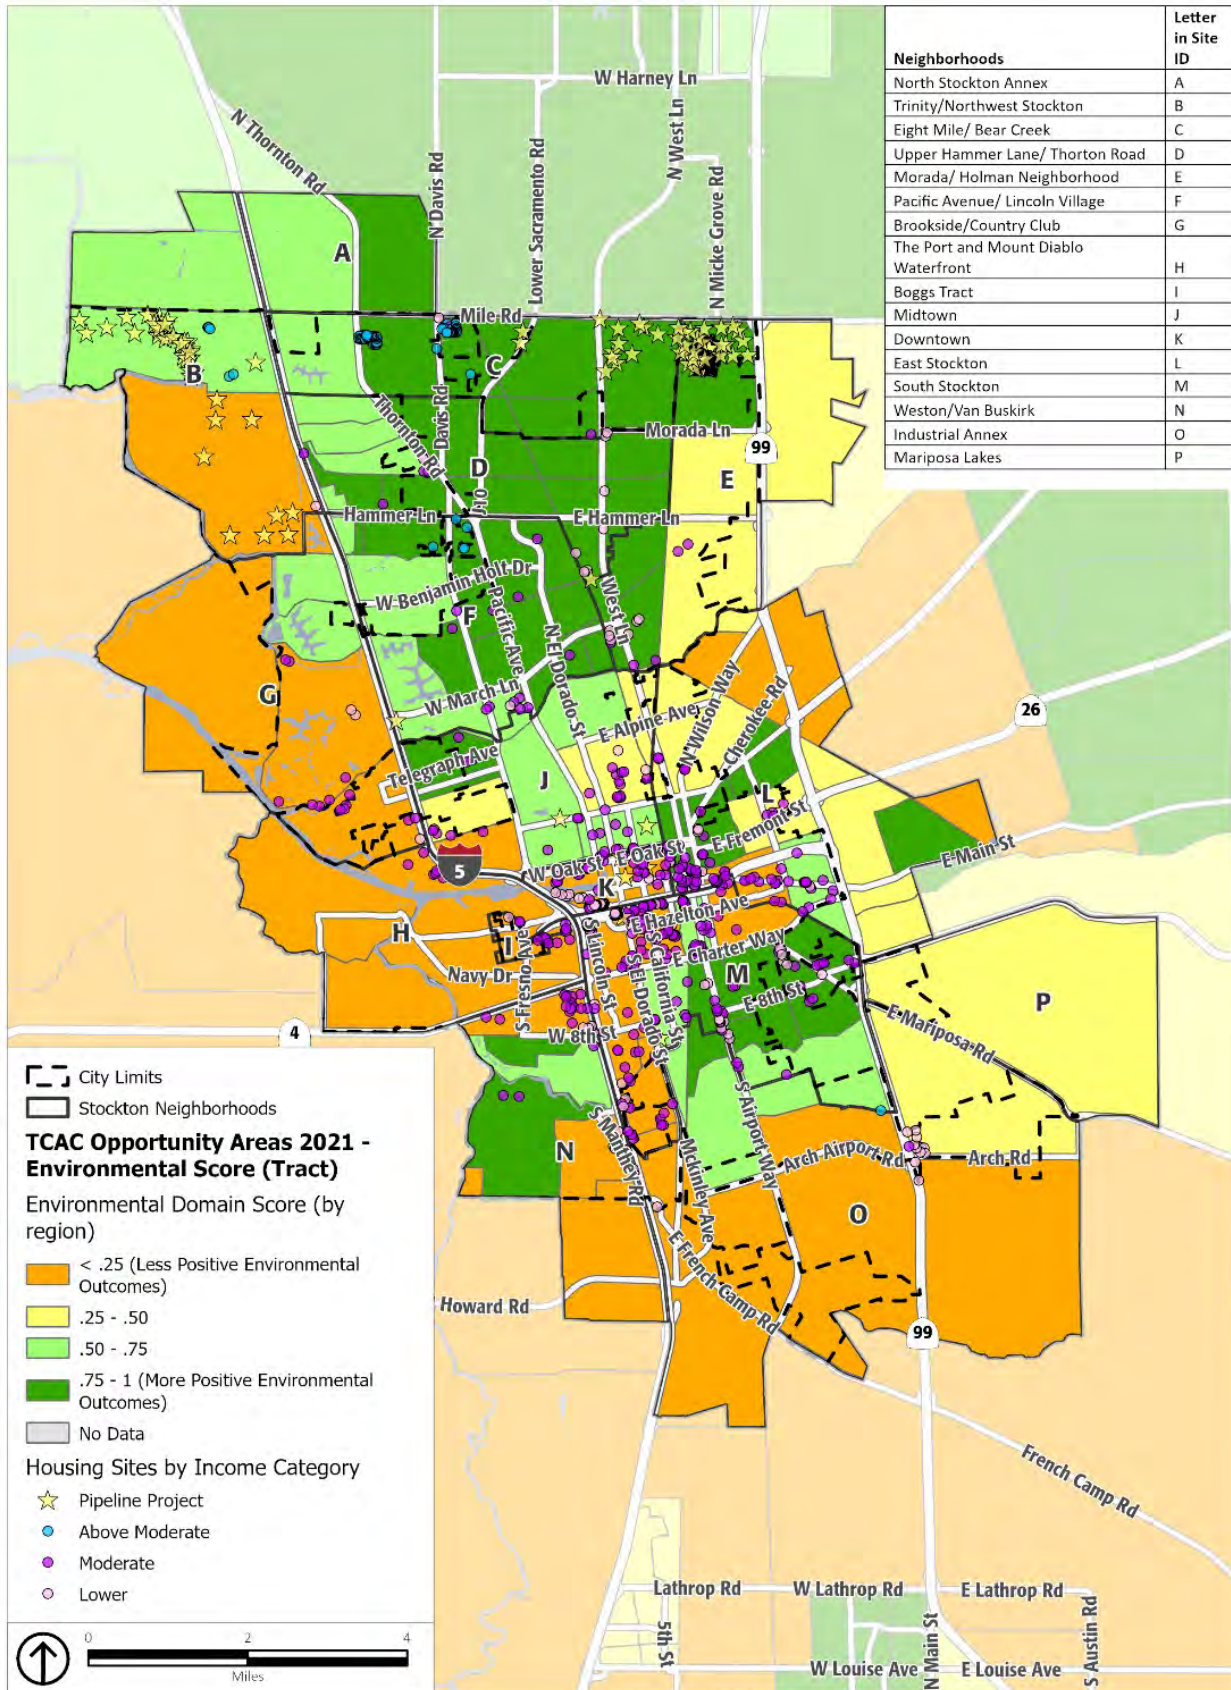 Neighborhoods
Letter
in Site
ID
North Stockton Annex A
Trinity/Northwest Stockton B
Eight Mile/ Bear Creek C
Upper Hammer Lane/ Thorton Road D
Morada/ Holman Neighborhood E
Pacific Avenue/ Lincoln Village F
Brookside/Country Club G
The Port and Mount Diablo
Waterfront H
Boggs Tract I
Midtown J
Downtown K
East Stockton L
South Stockton M
Weston/Van Buskirk N
Industrial Annex O
Mariposa Lakes P
W Harney Ln
N Thornton Rd
N Davis Rd
Lower Sacramento Rd
N West Ln
N Micke Grove Rd
A
Mile Rd
B
C
Thornton Rd
Davis Rd
Morada Ln
99
D
E
Hammer Ln
E Hammer Ln
W Benjamin Holt Dr
F
Pacific Ave
N El Dorado St
West Ln
G
W March Ln
N Wilson Way
Cherokee Rd
26
E Alpine Ave
Telegraph Ave
J
L
E Fremont St
E Main St
5
W Oak St
E Oak St
K
E Hazelton Ave
H
I
S Fresno Ave
S Lincoln St
S El Dorado St
S California St
E Charter Way
M
Navy Dr
E 8th St
P
4
W 8th St
E Mariposa Rd
S Airport Way
N
S Manthey Rd
Mckinley Ave
Arch Airport Rd
Arch Rd
O
E French Camp Rd
Howard Rd
99
French Camp Rd
Lathrop Rd
W Lathrop Rd
E Lathrop Rd
5th St
N Main St
S Austin Rd
W Louise Ave
E Louise Ave
City Limits
Stockton Neighborhoods
TCAC Opportunity Areas 2021 -
Environmental Score (Tract)
Environmental Domain Score (by
region)
< .25 (Less Positive Environmental
Outcomes)
.25 - .50
.50 - .75
.75 - 1 (More Positive Environmental
Outcomes)
No Data
Housing Sites by Income Category
Pipeline Project
Above Moderate
Moderate
Lower
0 2 4
Miles